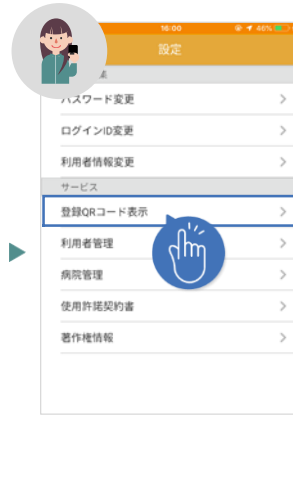 16:00
46%
設定
パスワード変更
ログインID変更
利用者情報変更
サービス
登録QRコード表示
利用者管理
病院管理
使用許諾契約書
著作権情報